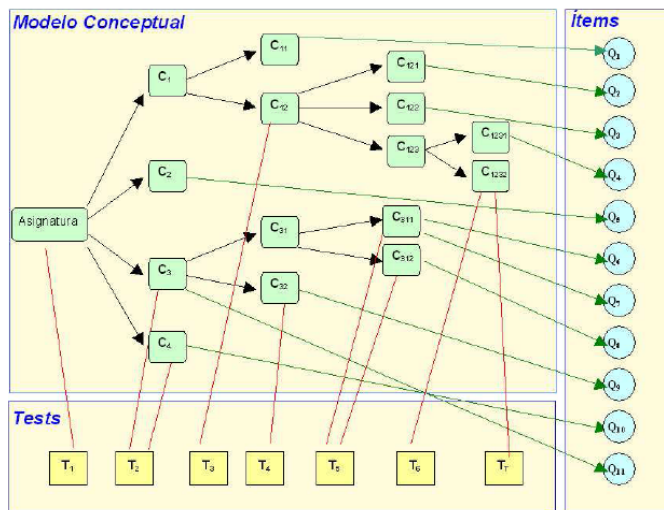 Modelo Conceptual
Ítems
C11
Q1
C1
C121
Q2
C12
C122
Q3
C123
C1231
Q4
C2
C1232
Q5
Asignatura
C31
C311
Q6
C3
C312
Q7
C32
C4
Q8
Q9
Tests
Q10
T1
T2
T3
T4
T5
T6
T7
Q11